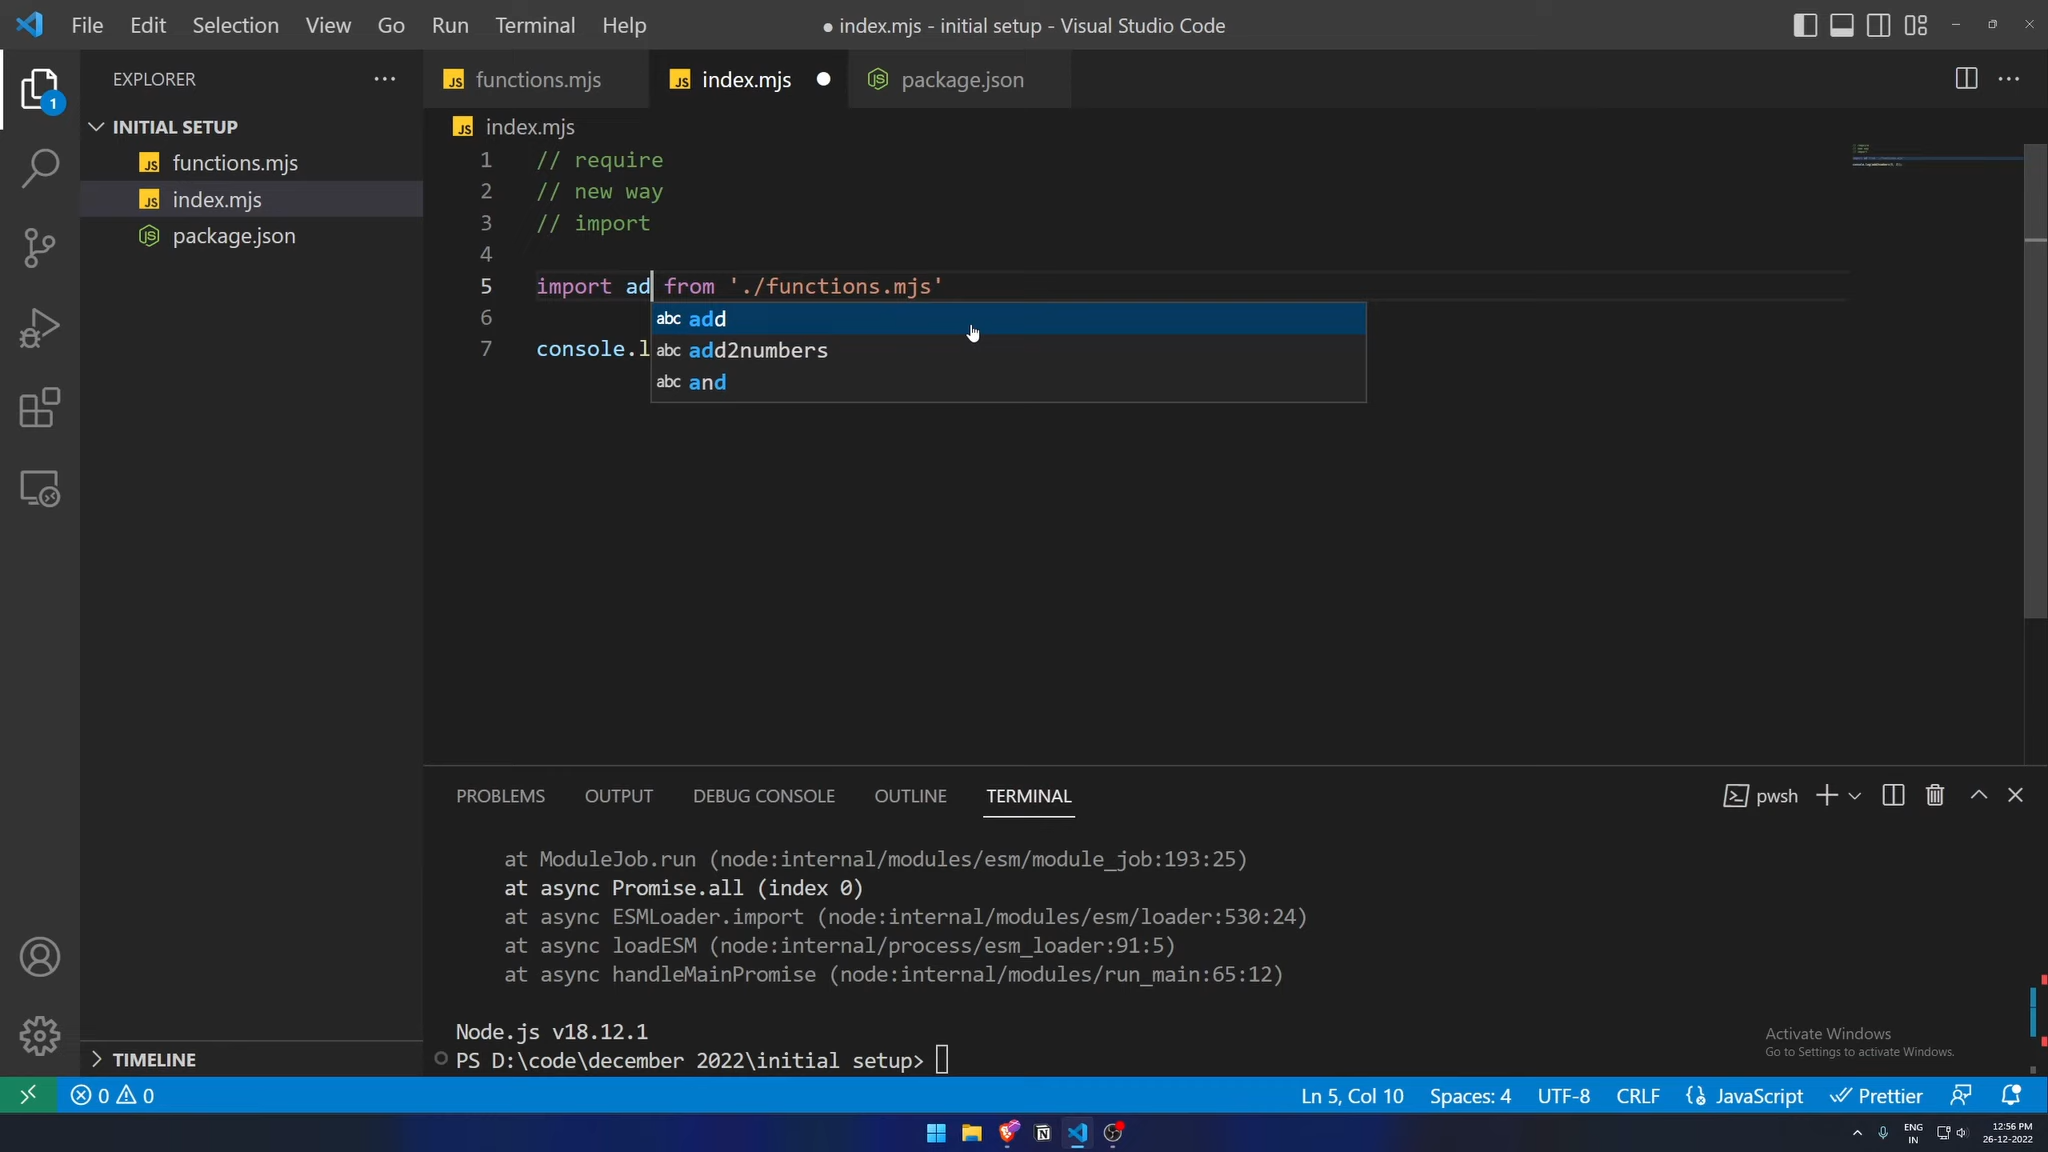 File Edit Selection View Go Run Terminal Help
● index.mjs - initial setup - Visual Studio Code
EXPLORER
JS functions.mjs
JS index.mjs
package.json
1
INITIAL SETUP
JS functions.mjs
JS index.mjs
package.json
JS index.mjs
1 // require
2 // new way
3 // import
4
5 import ad from './functions.mjs'
6
7 console.l
abc add
abc add2numbers
abc and
PROBLEMS OUTPUT DEBUG CONSOLE OUTLINE TERMINAL
pwsh
at ModuleJob.run (node:internal/modules/esm/module_job:193:25)
at async Promise.all (index 0)
at async ESMLoader.import (node:internal/modules/esm/loader:530:24)
at async loadESM (node:internal/process/esm_loader:91:5)
at async handleMainPromise (node:internal/modules/run_main:65:12)
Node.js v18.12.1
PS D:\code\december 2022\initial setup>
Activate Windows
Go to Settings to activate Windows.
TIMELINE
0 0
Ln 5, Col 10 Spaces: 4 UTF-8 CRLF JavaScript Prettier
ENG
IN
12:56 PM
26-12-2022